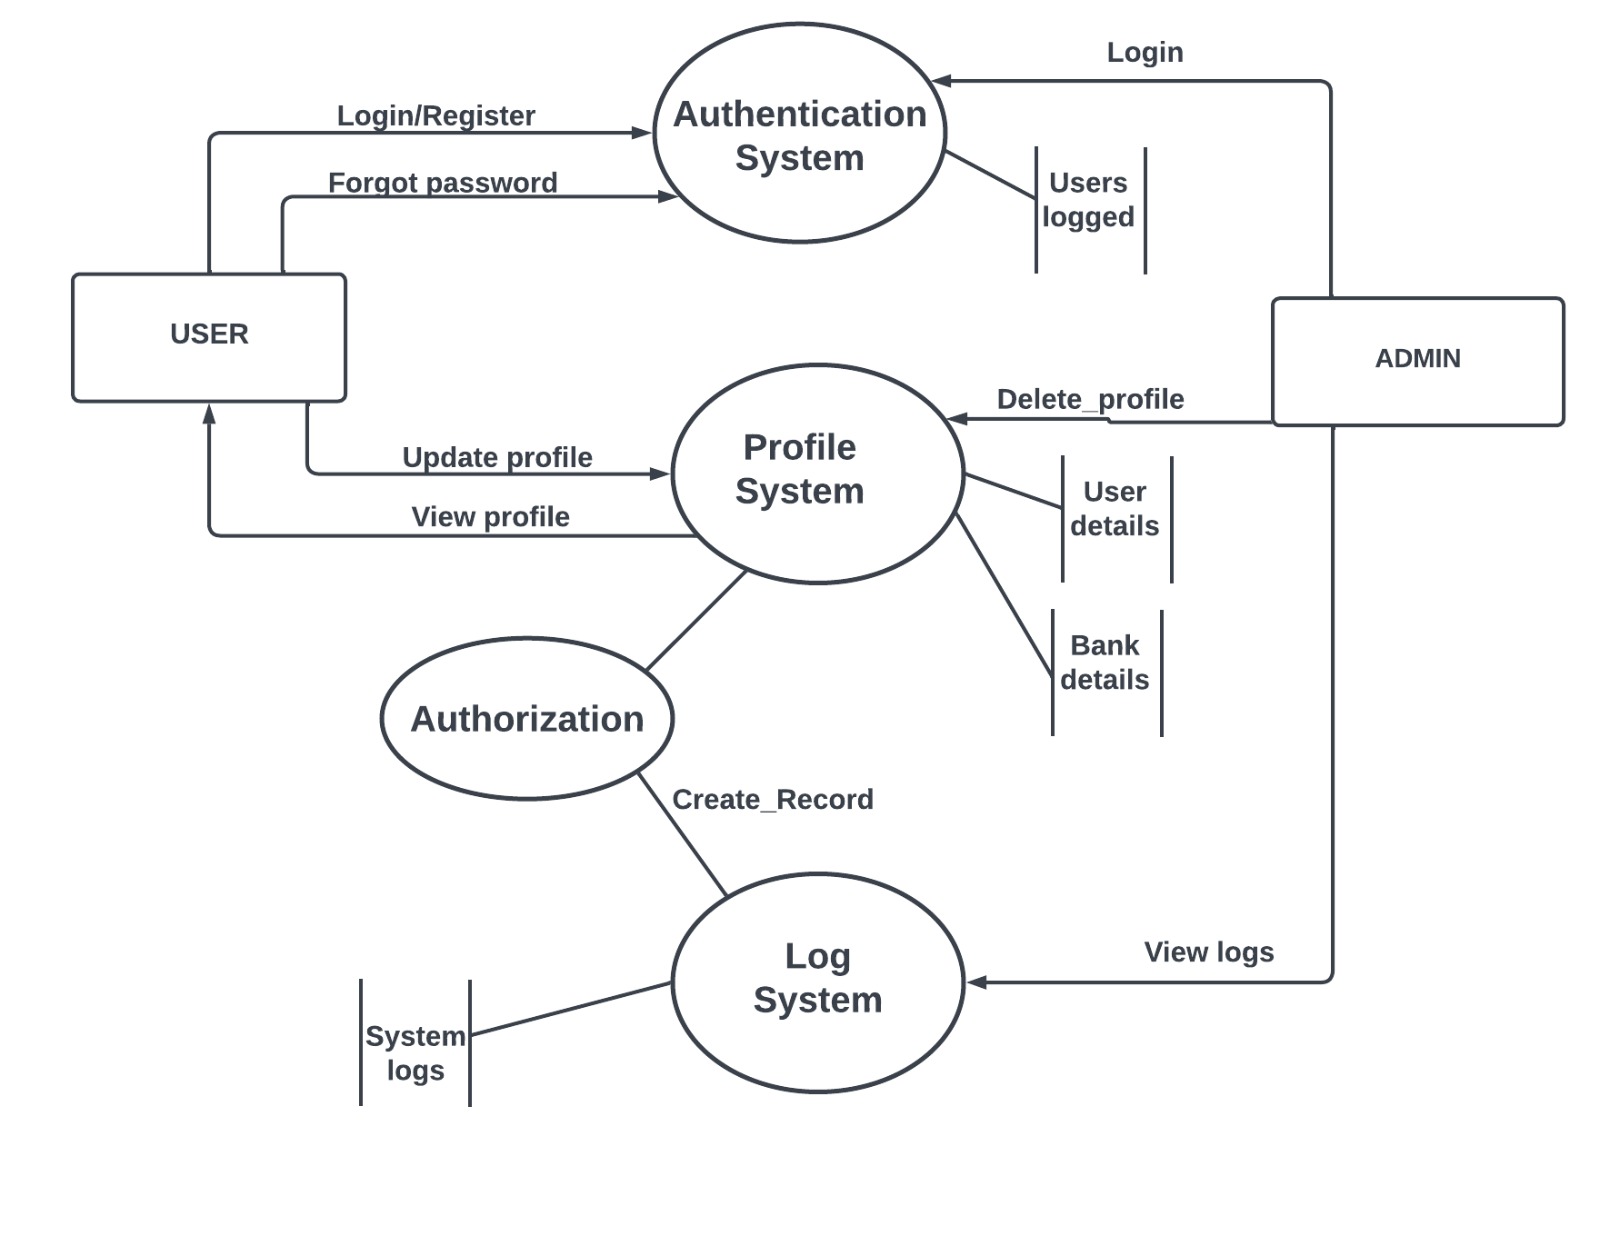 Login
Login/Register
Authentication
System
Forgot password
Users
logged
USER
ADMIN
Delete_profile
Profile
System
Update profile
User
details
View profile
Bank
details
Authorization
Create_Record
Log
System
View logs
System
logs